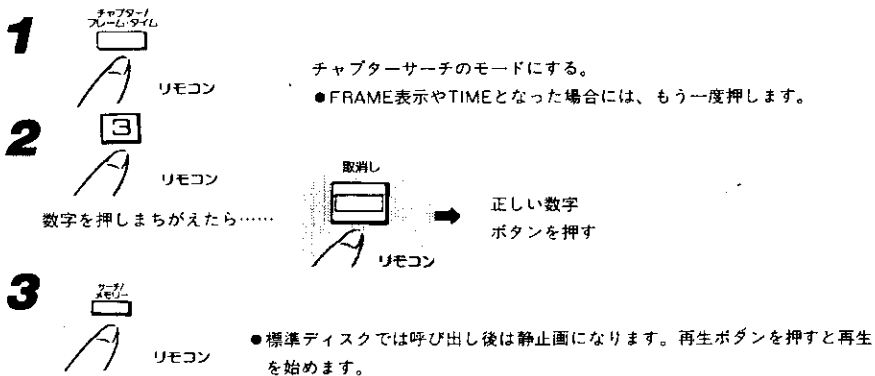 1
チャプター/
フレーム・タイム
リモコン
チャプターサーチのモードにする。
●FRAME表示やTIMEとなった場合には、もう一度押します。
2
3
リモコン
数字を押しまちがえたら……
取消し
リモコン
➡
正しい数字
ボタンを押す
3
サーチ/
メモリー
リモコン
●標準ディスクでは呼び出し後は静止画になります。再生ボタンを押すと再生
を始めます。